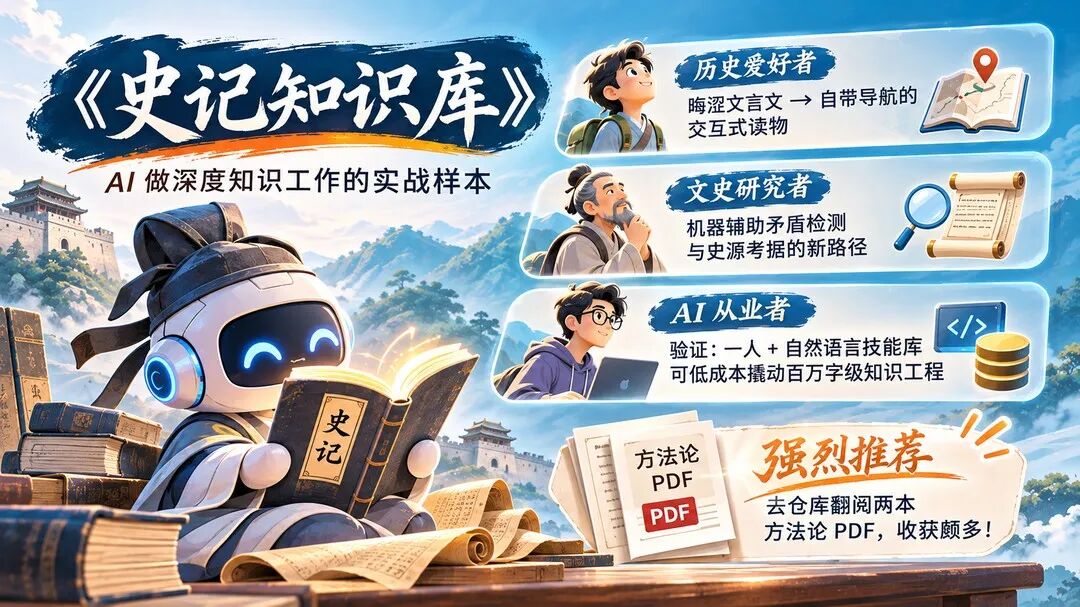 《史记知识库》
AI 做深度知识工作的实战样本
历史爱好者
晦涩文言文 → 自带导航的
交互式读物
文史研究者
机器辅助矛盾检测
与史源考据的新路径
AI 从业者
验证：一人 + 自然语言技能库
可低成本撬动百万字级知识工程
</>
史记
方法论
PDF
PDF
强烈推荐
去仓库翻阅两本
方法论 PDF，收获颇多！